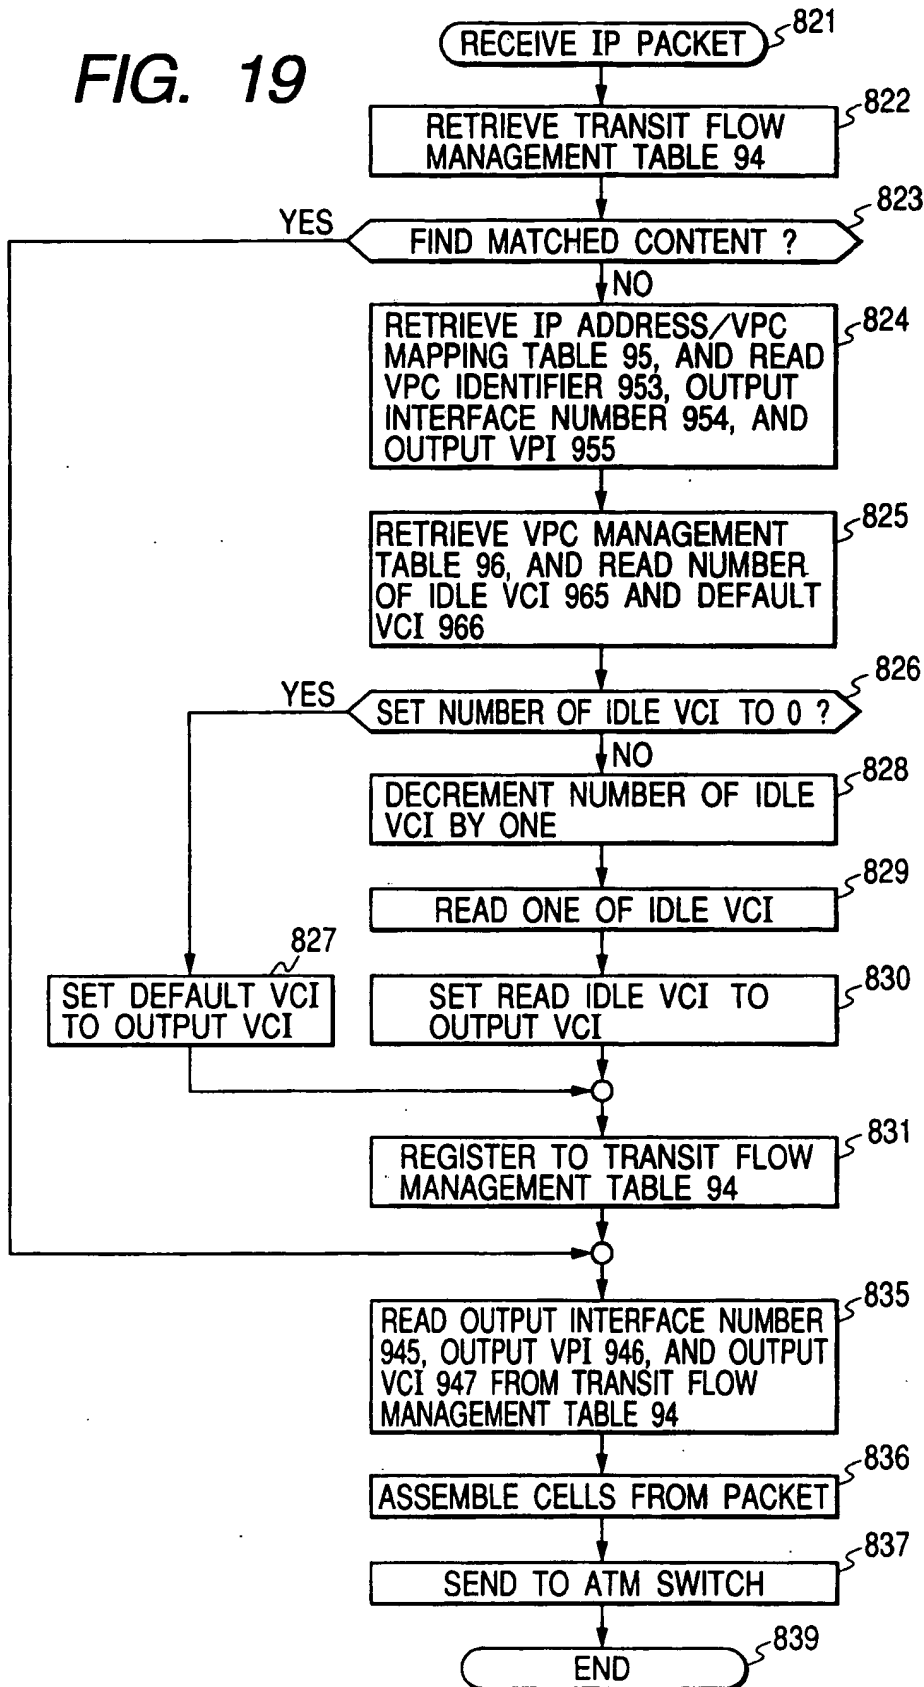 FIG. 19
RECEIVE IP PACKET
821
822
RETRIEVE TRANSIT FLOW
MANAGEMENT TABLE 94
823
YES
FIND MATCHED CONTENT ?
NO
824
RETRIEVE IP ADDRESS/VPC
MAPPING TABLE 95, AND READ
VPC IDENTIFIER 953, OUTPUT
INTERFACE NUMBER 954, AND
OUTPUT VPI 955
825
RETRIEVE VPC MANAGEMENT
TABLE 96, AND READ NUMBER
OF IDLE VCI 965 AND DEFAULT
VCI 966
826
YES
SET NUMBER OF IDLE VCI TO 0 ?
NO
828
DECREMENT NUMBER OF IDLE
VCI BY ONE
829
READ ONE OF IDLE VCI
827
SET DEFAULT VCI
TO OUTPUT VCI
830
SET READ IDLE VCI TO
OUTPUT VCI
831
REGISTER TO TRANSIT FLOW
MANAGEMENT TABLE 94
835
READ OUTPUT INTERFACE NUMBER
945, OUTPUT VPI 946, AND OUTPUT
VCI 947 FROM TRANSIT FLOW
MANAGEMENT TABLE 94
836
ASSEMBLE CELLS FROM PACKET
837
SEND TO ATM SWITCH
839
END